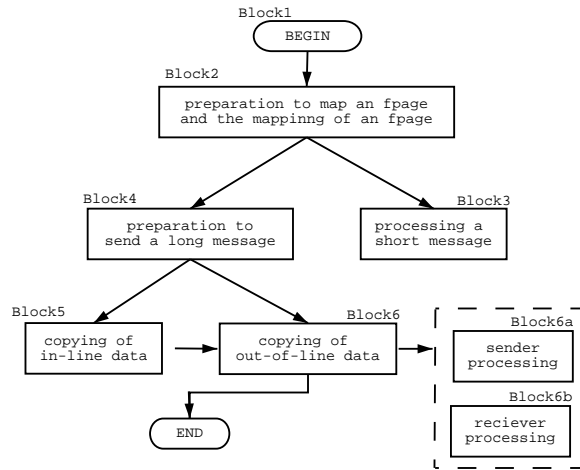 Block1
BEGIN
Block2
preparation to map an fpage
and the mappinng of an fpage
Block4
preparation to
send a long message
Block3
processing a
short message
Block5
copying of
in-line data
Block6
copying of
out-of-line data
Block6a
sender
processing
Block6b
reciever
processing
END